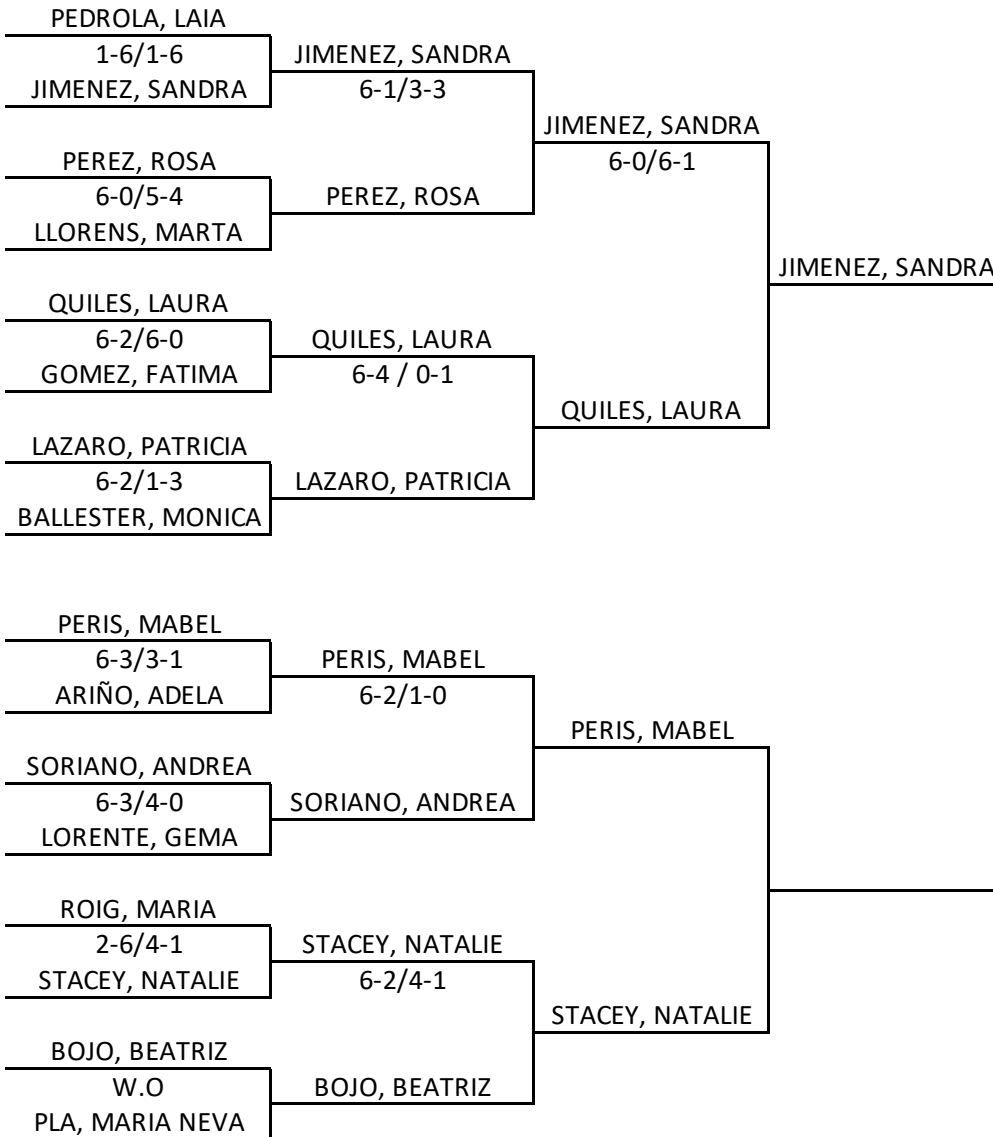 PEDROLA, LAIA
1-6/1-6
JIMENEZ, SANDRA
JIMENEZ, SANDRA
6-1/3-3
JIMENEZ, SANDRA
6-0/6-1
PEREZ, ROSA
6-0/5-4
PEREZ, ROSA
LLORENS, MARTA
JIMENEZ, SANDRA
QUILES, LAURA
6-2/6-0
QUILES, LAURA
GOMEZ, FATIMA
6-4 / 0-1
QUILES, LAURA
LAZARO, PATRICIA
6-2/1-3
LAZARO, PATRICIA
BALLESTER, MONICA
PERIS, MABEL
6-3/3-1
PERIS, MABEL
ARIÑO, ADELA
6-2/1-0
PERIS, MABEL
SORIANO, ANDREA
6-3/4-0
SORIANO, ANDREA
LORENTE, GEMA
ROIG, MARIA
2-6/4-1
STACEY, NATALIE
STACEY, NATALIE
6-2/4-1
STACEY, NATALIE
BOJO, BEATRIZ
W.O
BOJO, BEATRIZ
PLA, MARIA NEVA